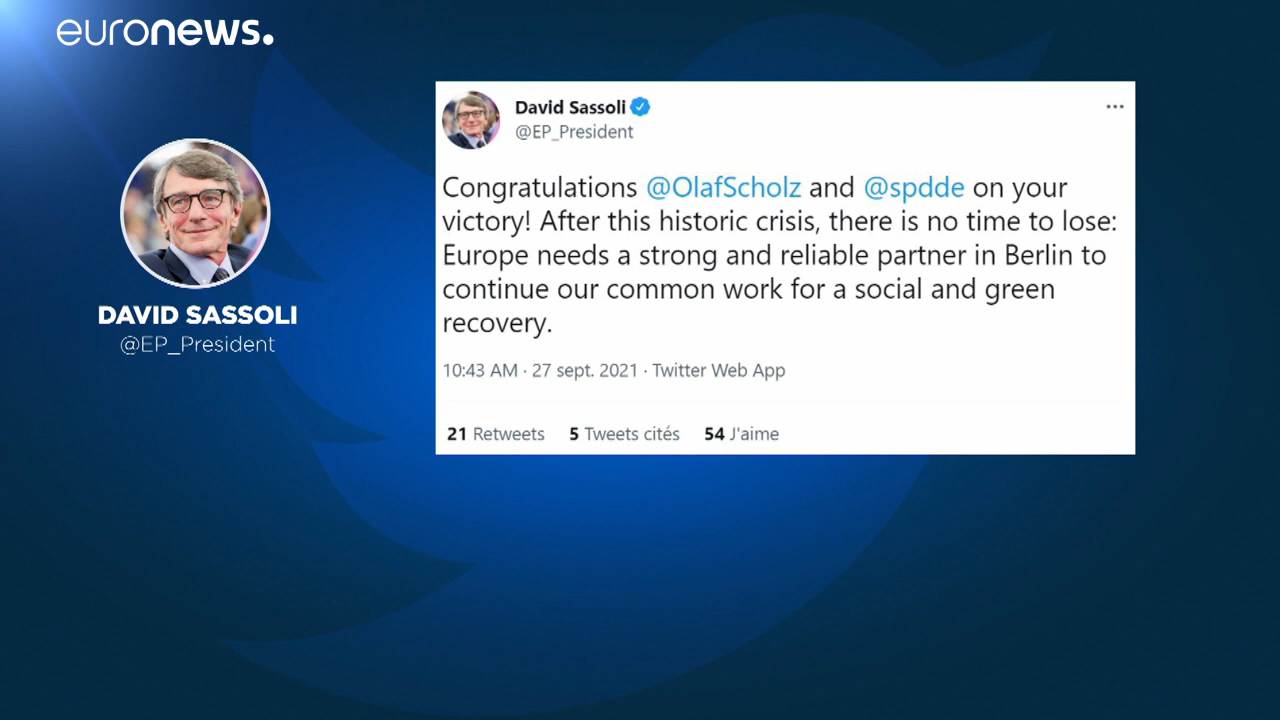 euronews.
DAVID SASSOLI
@EP_President
David Sassoli
@EP_President
Congratulations @OlafScholz and @spdde on your
victory! After this historic crisis, there is no time to lose:
Europe needs a strong and reliable partner in Berlin to
continue our common work for a social and green
recovery.
10:43 AM · 27 sept. 2021 · Twitter Web App
21 Retweets 5 Tweets cités 54 J'aime